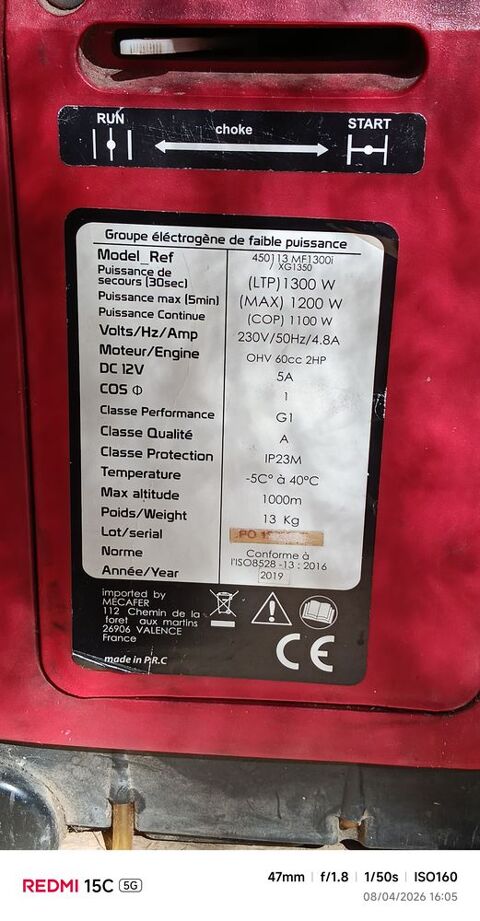 RUN
choke
START
Groupe éléctrogène de faible puissance
Model_Ref 450113 MF1300i / XG1350
Puissance de secours (30sec) (LTP)1300 W
Puissance max (5min) (MAX) 1200 W
Puissance Continue (COP) 1100 W
Volts/Hz/Amp 230V/50Hz/4.8A
Moteur/Engine OHV 60cc 2HP
DC 12V 5A
COS Φ 1
Classe Performance G1
Classe Qualité A
Classe Protection IP23M
Temperature -5C° à 40°C
Max altitude 1000m
Poids/Weight 13 Kg
Lot/serial PO
Norme Conforme à l'ISO8528 -13 : 2016
Année/Year 2019
imported by
MECAFER
112 Chemin de la
foret aux martins
26906 VALENCE
France
made in P.R.C
CE
REDMI 15C 5G
47mm | f/1.8 | 1/50s | ISO160
08/04/2026 16:05